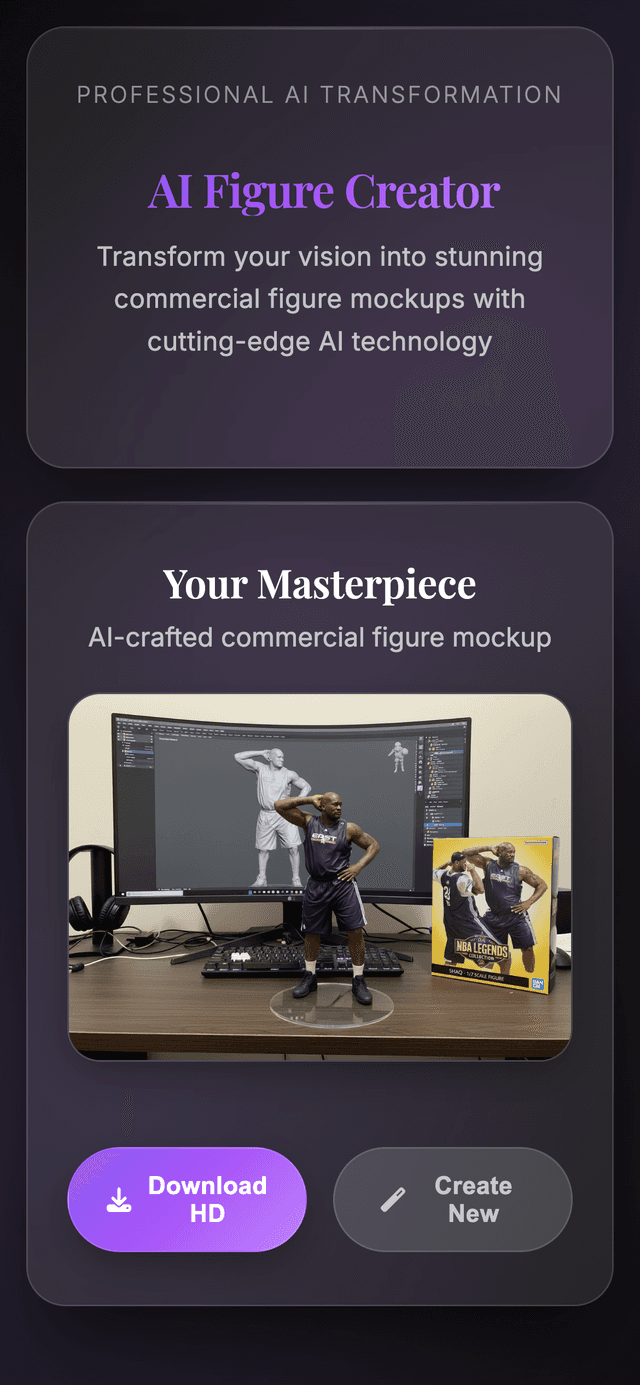 PROFESSIONAL AI TRANSFORMATION
AI Figure Creator
Transform your vision into stunning
commercial figure mockups with
cutting-edge AI technology
Your Masterpiece
AI-crafted commercial figure mockup
EAST
NBA LEGENDS
COLLECTION
SHAQ - 1/7 SCALE FIGURE
BAN
DAI
Download
HD
Create
New